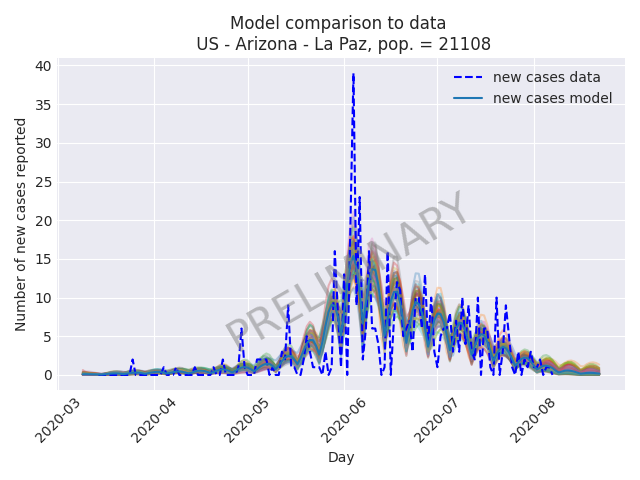 Model comparison to data
US - Arizona - La Paz, pop. = 21108
Number of new cases reported
40
35
30
25
20
15
10
5
0
new cases data
new cases model
PRELIMINARY
2020-03
2020-04
2020-05
2020-06
2020-07
2020-08
Day